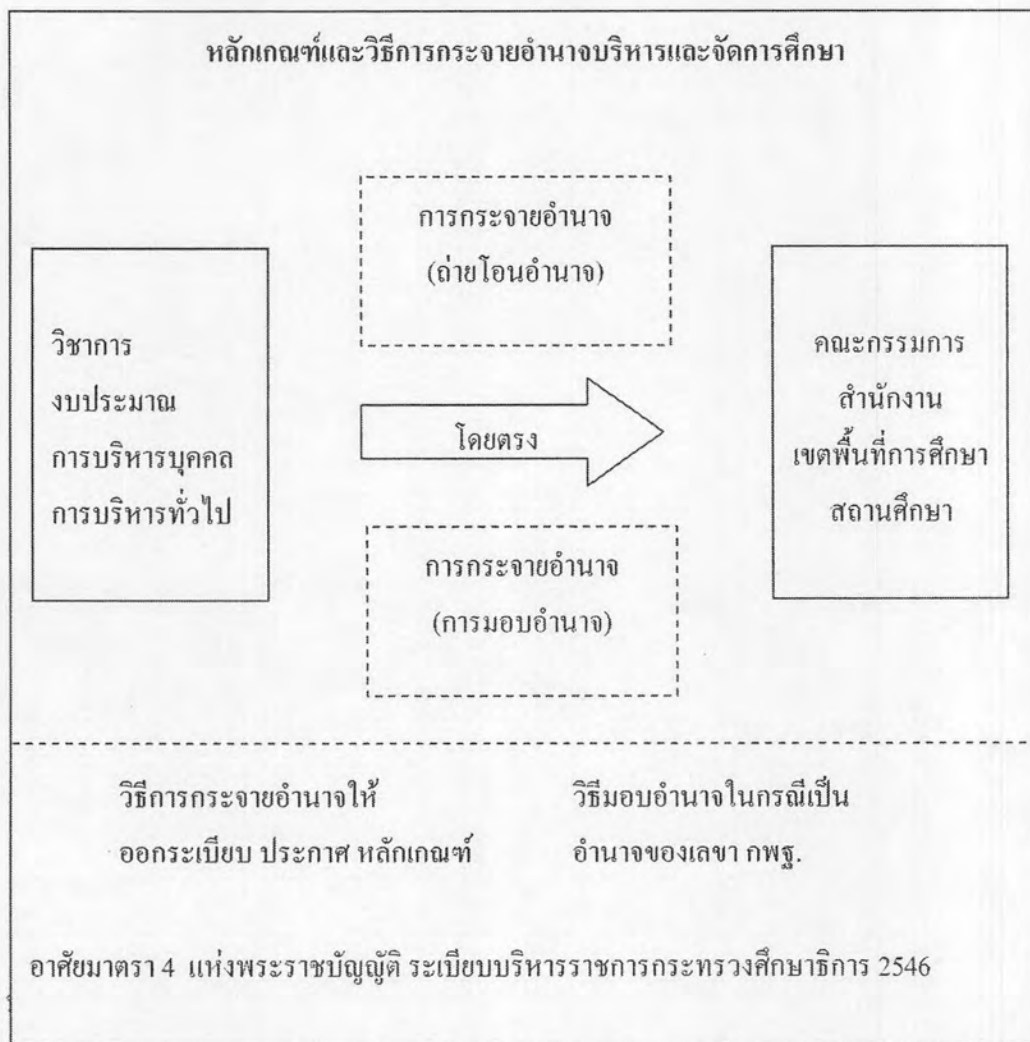 หลักเกณฑ์และวิธีการกระจายอำนาจบริหารและจัดการศึกษา
วิชาการ
งบประมาณ
การบริหารบุคคล
การบริหารทั่วไป
การกระจายอำนาจ
(ถ่ายโอนอำนาจ)
โดยตรง
การกระจายอำนาจ
(การมอบอำนาจ)
คณะกรรมการ
สำนักงาน
เขตพื้นที่การศึกษา
สถานศึกษา
วิธีการกระจายอำนาจให้
ออกระเบียบ ประกาศ หลักเกณฑ์
วิธีมอบอำนาจในกรณีเป็น
อำนาจของเลขา กพฐ.
อาศัยมาตรา 4 แห่งพระราชบัญญัติ ระเบียบบริหารราชการกระทรวงศึกษาธิการ 2546